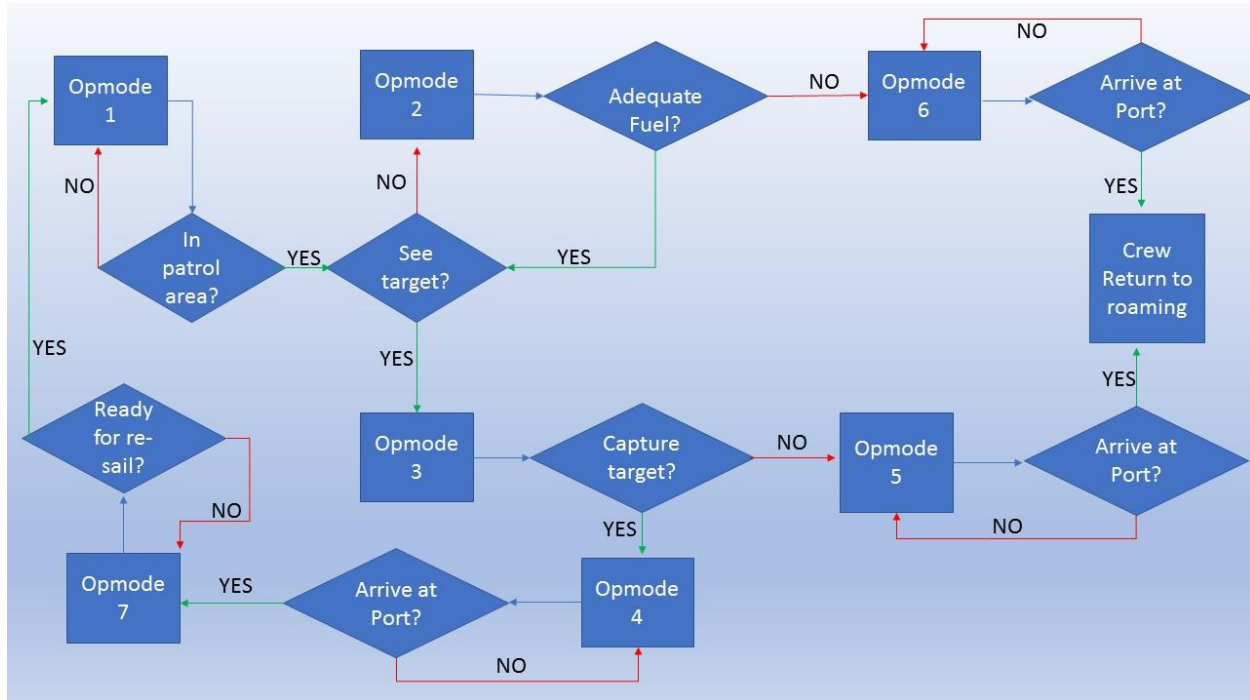 NO
Opmode
1
Opmode
2
Adequate
Fuel?
NO
Opmode
6
Arrive at
Port?
NO
NO
YES
In
patrol
area?
YES
See
target?
YES
Crew
Return to
roaming
YES
YES
YES
Ready
for re-
sail?
Opmode
3
Capture
target?
NO
Opmode
5
Arrive at
Port?
NO
YES
NO
Opmode
7
YES
Arrive at
Port?
Opmode
4
NO